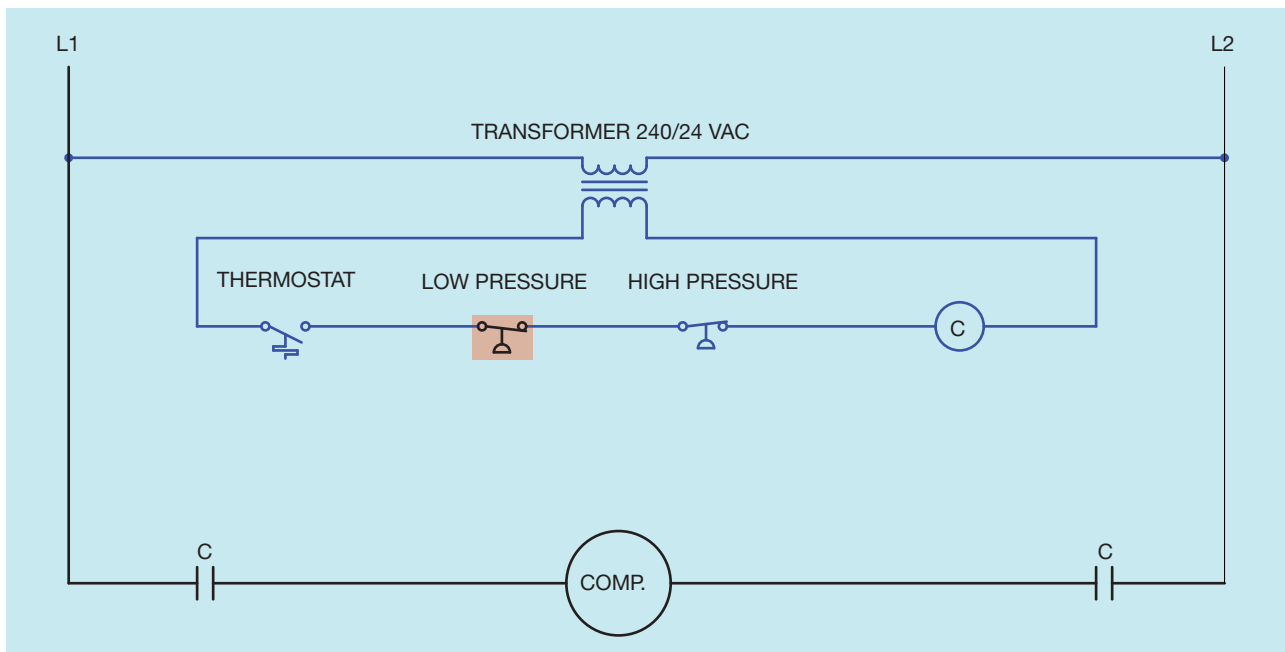 L1
L2
TRANSFORMER 240/24 VAC
THERMOSTAT
LOW PRESSURE
HIGH PRESSURE
C
C
COMP.
C